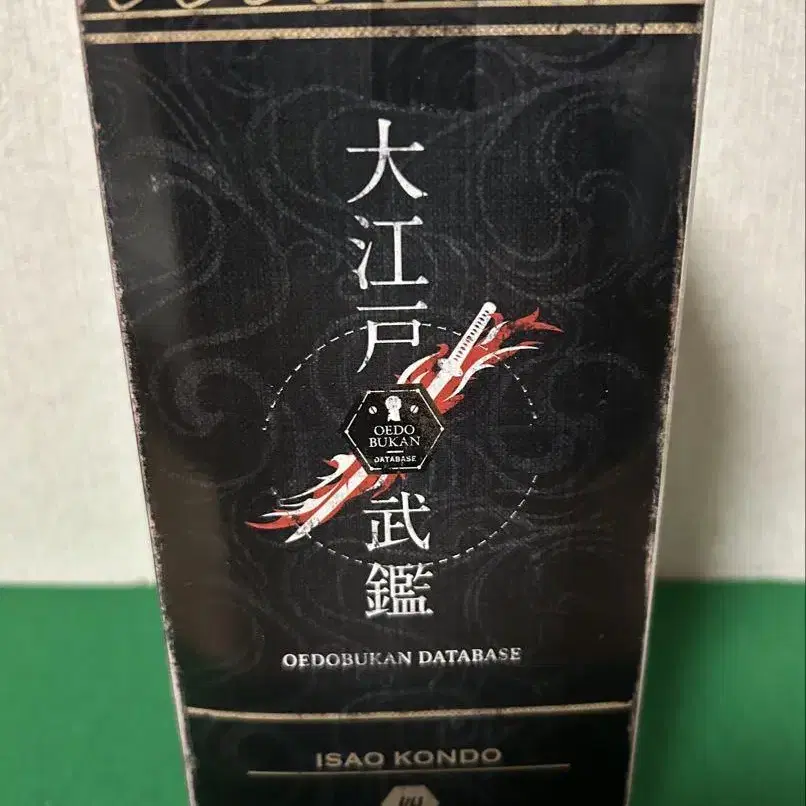 大江戸
OEDO
BUKAN
DATABASE
武鑑
OEDOBUKAN DATABASE
ISAO KONDO